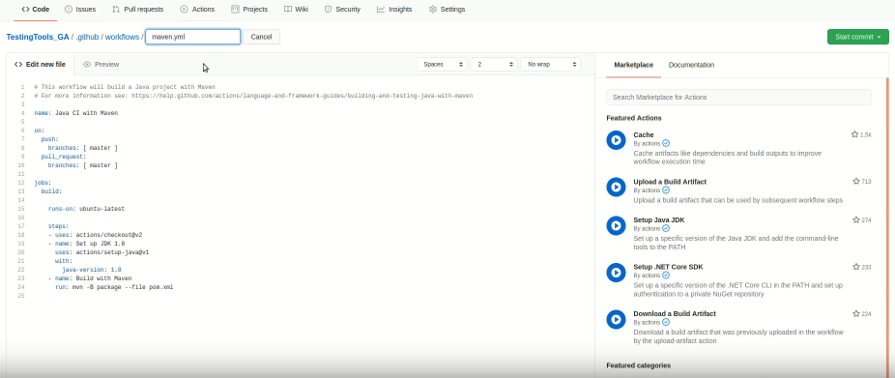 Code Issues Pull requests Actions Projects Wiki Security Insights Settings
TestingTools_GA / .github / workflows / maven.yml Cancel Start commit
Edit new file Preview Spaces 2 No wrap
1 # This workflow will build a Java project with Maven
2 # For more information see: https://help.github.com/actions/language-and-framework-guides/building-and-testing-java-with-maven
3
4 name: Java CI with Maven
5
6 on:
7 push:
8 branches: [ master ]
9 pull_request:
10 branches: [ master ]
11
12 jobs:
13 build:
14
15 runs-on: ubuntu-latest
16
17 steps:
18 - uses: actions/checkout@v2
19 - name: Set up JDK 1.8
20 uses: actions/setup-java@v1
21 with:
22 java-version: 1.8
23 - name: Build with Maven
24 run: mvn -B package --file pom.xml
25
Marketplace Documentation
Search Marketplace for Actions
Featured Actions
Cache 1.5k
By actions
Cache artifacts like dependencies and build outputs to improve
workflow execution time
Upload a Build Artifact 713
By actions
Upload a build artifact that can be used by subsequent workflow steps
Setup Java JDK 274
By actions
Set up a specific version of the Java JDK and add the command-line
tools to the PATH
Setup .NET Core SDK 233
By actions
Set up a specific version of the .NET Core CLI in the PATH and set up
authentication to a private NuGet repository
Download a Build Artifact 224
By actions
Download a build artifact that was previously uploaded in the workflow
by the upload-artifact action
Featured categories